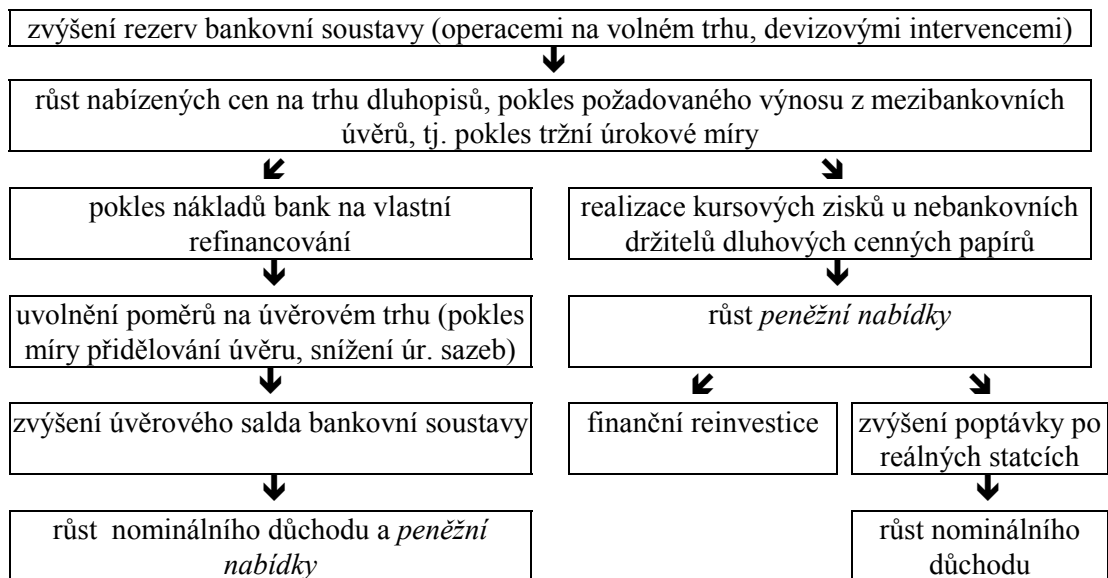 zvýšení rezerv bankovní soustavy (operacemi na volném trhu, devizovými intervencemi)
růst nabízených cen na trhu dluhopisů, pokles požadovaného výnosu z mezibankovních
úvěrů, tj. pokles tržní úrokové míry
pokles nákladů bank na vlastní
refinancování
realizace kursových zisků u nebankovních
držitelů dluhových cenných papírů
uvolnění poměrů na úvěrovém trhu (pokles
míry přidělování úvěru, snížení úr. sazeb)
růst peněžní nabídky
zvýšení úvěrového salda bankovní soustavy
finanční reinvestice
zvýšení poptávky po
reálných statcích
růst nominálního důchodu a peněžní
nabídky
růst nominálního
důchodu